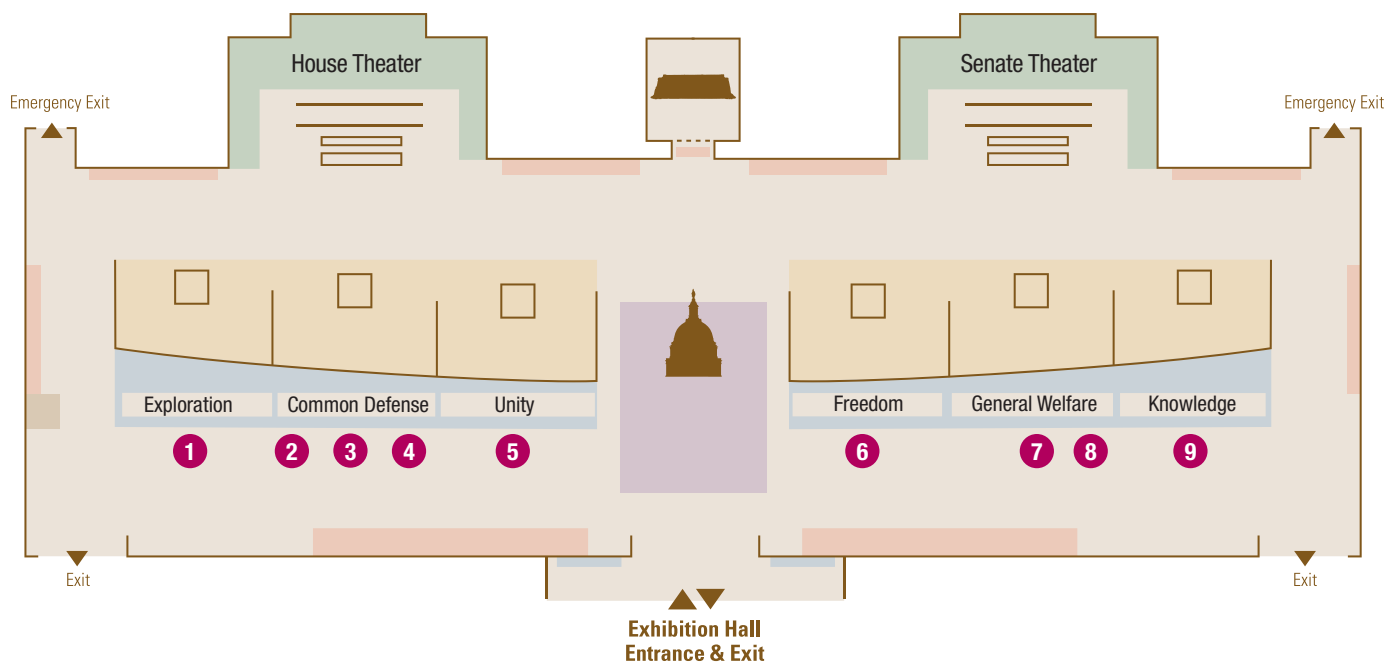 House Theater
Senate Theater
Emergency Exit
Emergency Exit
Exploration
Common Defense
Unity
Freedom
General Welfare
Knowledge
1
2
3
4
5
6
7
8
9
Exit
Exit
Exhibition Hall
Entrance & Exit